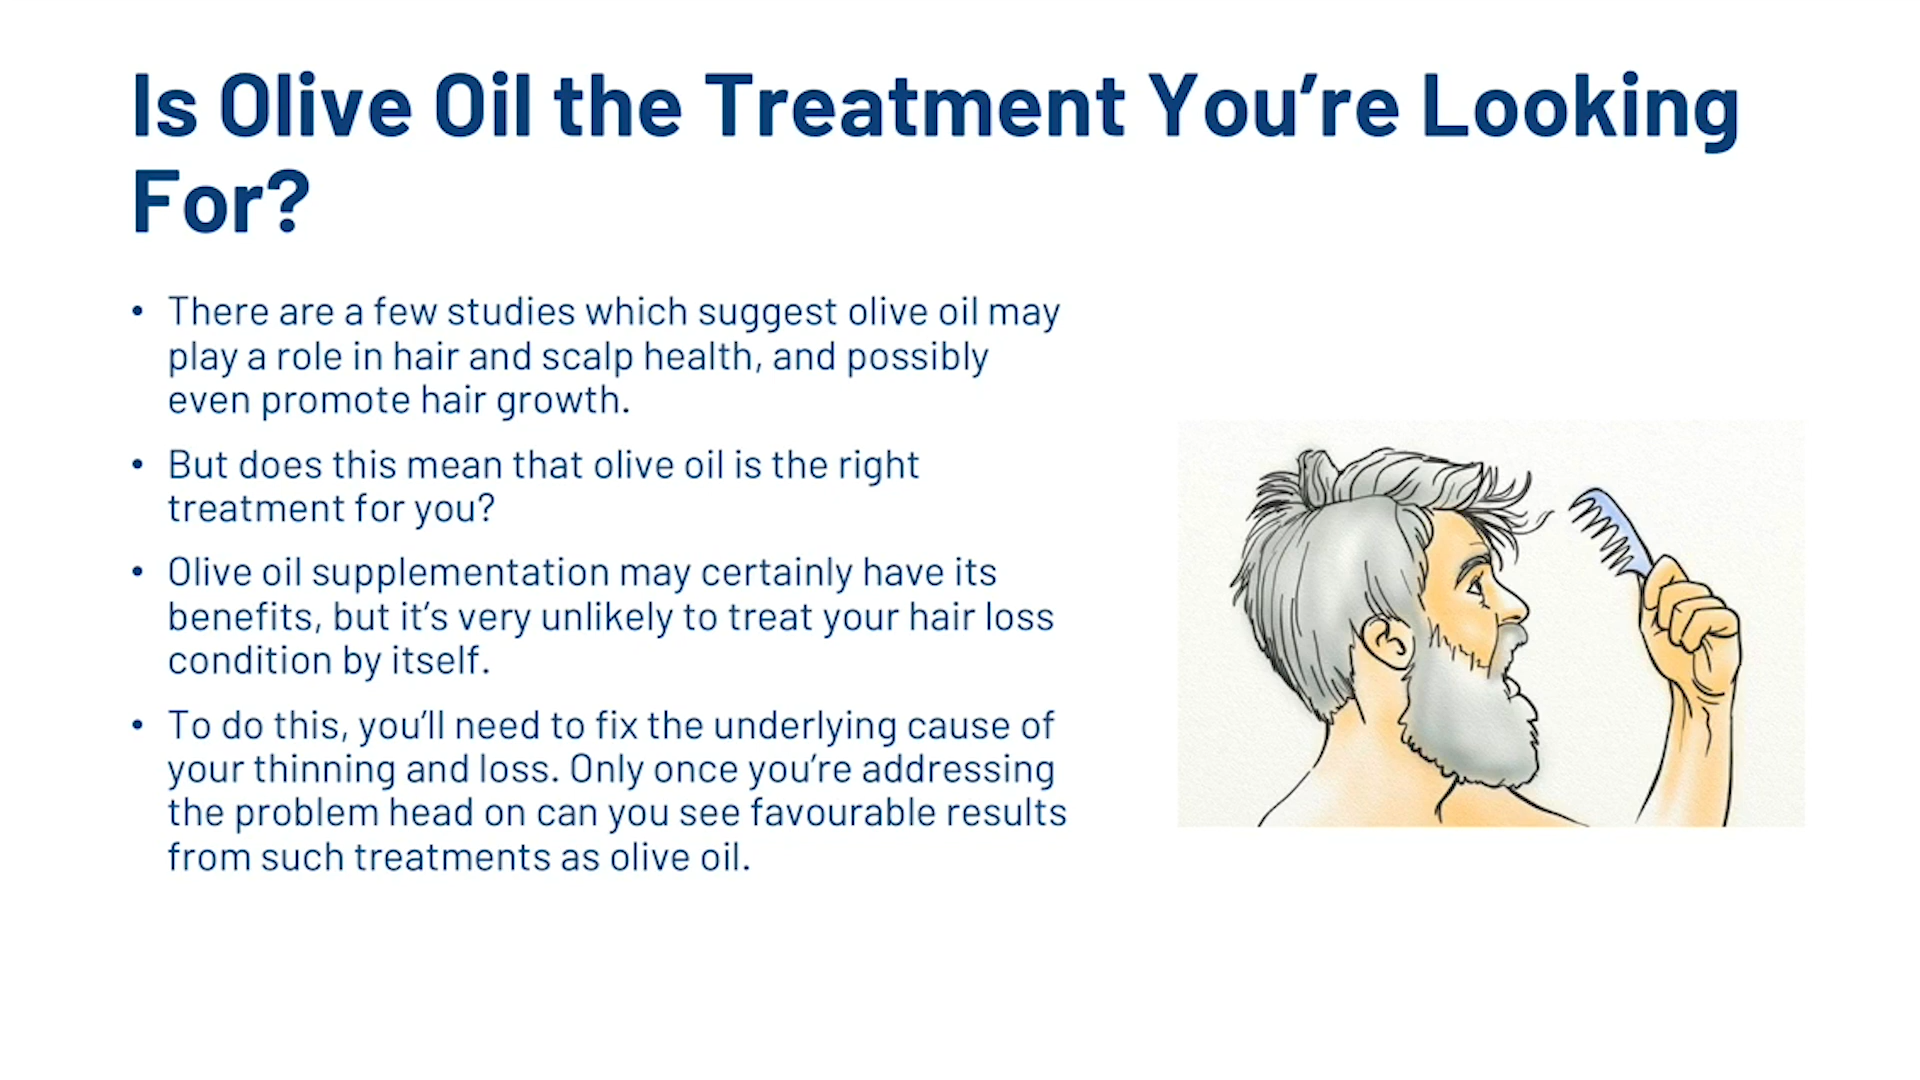 Is Olive Oil the Treatment You’re Looking
For?
• There are a few studies which suggest olive oil may
play a role in hair and scalp health, and possibly
even promote hair growth.
• But does this mean that olive oil is the right
treatment for you?
• Olive oil supplementation may certainly have its
benefits, but it’s very unlikely to treat your hair loss
condition by itself.
• To do this, you’ll need to fix the underlying cause of
your thinning and loss. Only once you’re addressing
the problem head on can you see favourable results
from such treatments as olive oil.